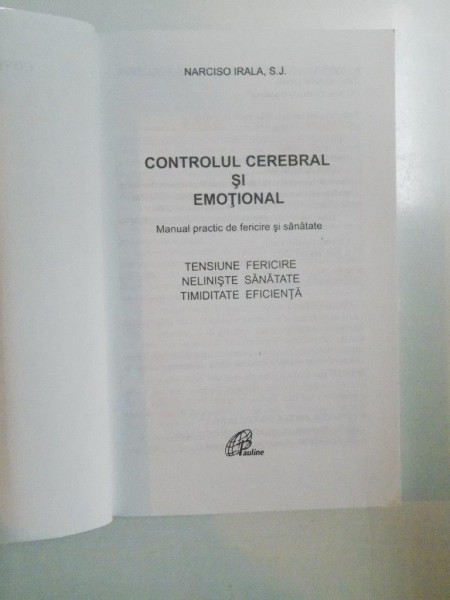 NARCISO IRALA, S.J.
CONTROLUL CEREBRAL
ŞI
EMOŢIONAL
Manual practic de fericire şi sănătate
TENSIUNE FERICIRE
NELINIŞTE SĂNĂTATE
TIMIDITATE EFICIENŢĂ
Pauline